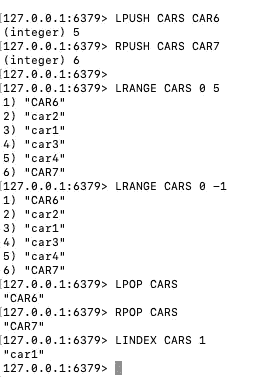 [127.0.0.1:6379> LPUSH CARS CAR6
(integer) 5
[127.0.0.1:6379> RPUSH CARS CAR7
(integer) 6
[127.0.0.1:6379>
[127.0.0.1:6379> LRANGE CARS 0 5
1) "CAR6"
2) "car2"
3) "car1"
4) "car3"
5) "car4"
6) "CAR7"
[127.0.0.1:6379> LRANGE CARS 0 -1
1) "CAR6"
2) "car2"
3) "car1"
4) "car3"
5) "car4"
6) "CAR7"
[127.0.0.1:6379> LPOP CARS
"CAR6"
[127.0.0.1:6379> RPOP CARS
"CAR7"
[127.0.0.1:6379> LINDEX CARS 1
"car1"
127.0.0.1:6379>